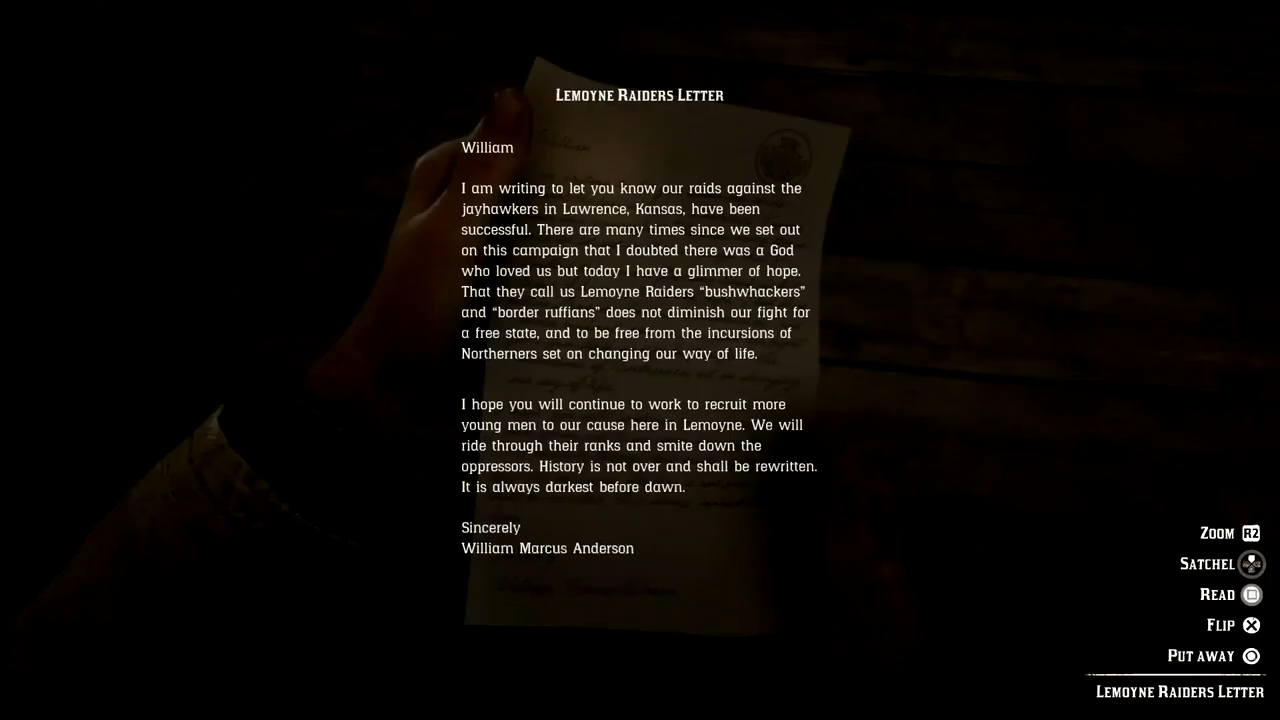 LEMOYNE RAIDERS LETTER
William
I am writing to let you know our raids against the
jayhawkers in Lawrence, Kansas, have been
successful. There are many times since we set out
on this campaign that I doubted there was a God
who loved us but today I have a glimmer of hope.
That they call us Lemoyne Raiders “bushwhackers”
and “border ruffians” does not diminish our fight for
a free state, and to be free from the incursions of
Northerners set on changing our way of life.
I hope you will continue to work to recruit more
young men to our cause here in Lemoyne. We will
ride through their ranks and smite down the
oppressors. History is not over and shall be rewritten.
It is always darkest before dawn.
Sincerely
William Marcus Anderson
ZOOM R2
SATCHEL
READ
FLIP
PUT AWAY
LEMOYNE RAIDERS LETTER